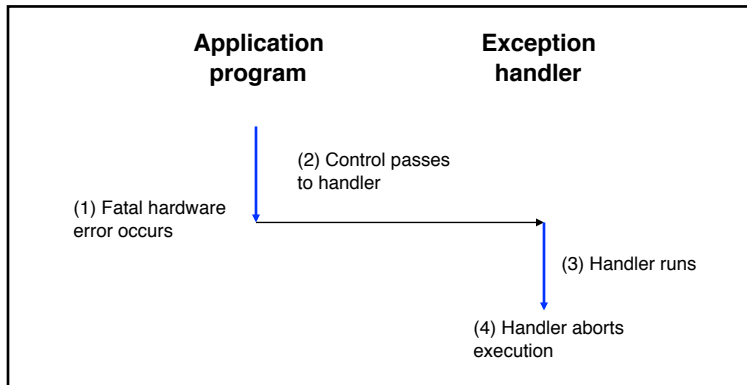 Application
program
Exception
handler
(2) Control passes
to handler
(1) Fatal hardware
error occurs
(3) Handler runs
(4) Handler aborts
execution